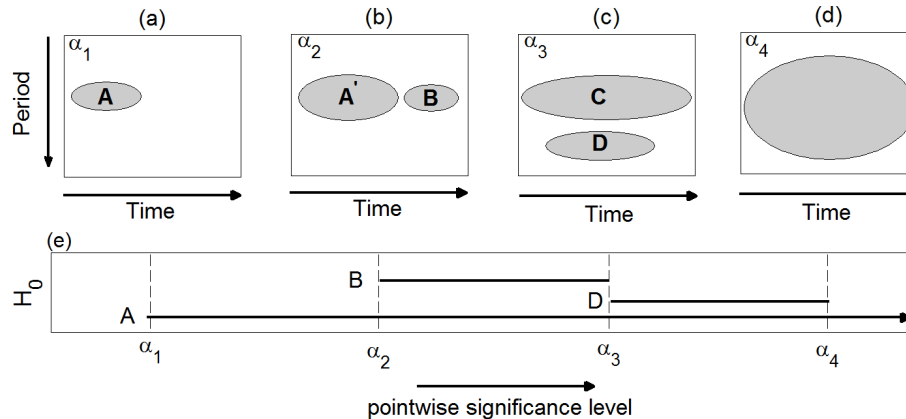 (a) (b) (c) (d)
α1 α2 α3 α4
A A' B C
D
Period
Time Time Time Time
(e)
H0
B
D
A
α1 α2 α3 α4
pointwise significance level